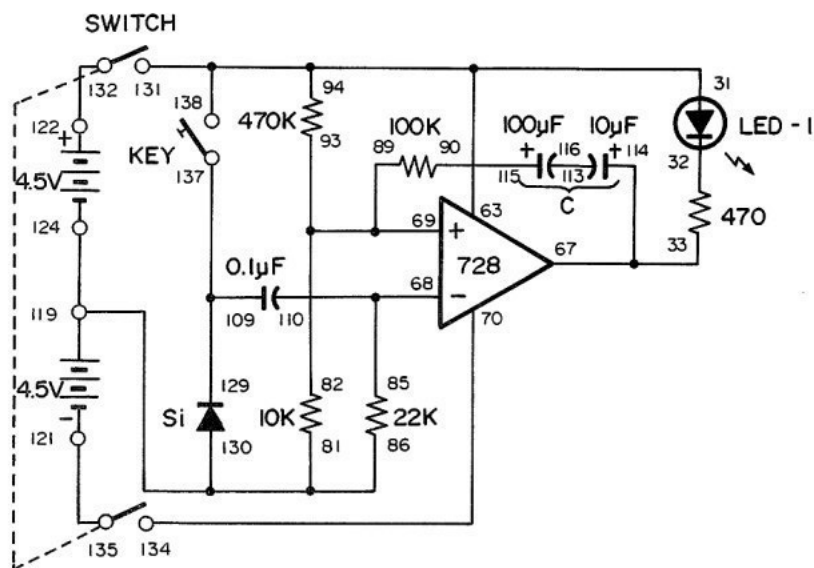 SWITCH
132 131
94
31
138
470K
93
122
+
KEY
137
4.5V
124
89
100K
90
100µF
116
10µF
+
115
113
+
114
C
LED - 1
32
470
33
69
+
63
728
67
68
−
70
0.1µF
109 110
119
4.5V
−
121
129
Si
130
82
10K
81
85
22K
86
135 134